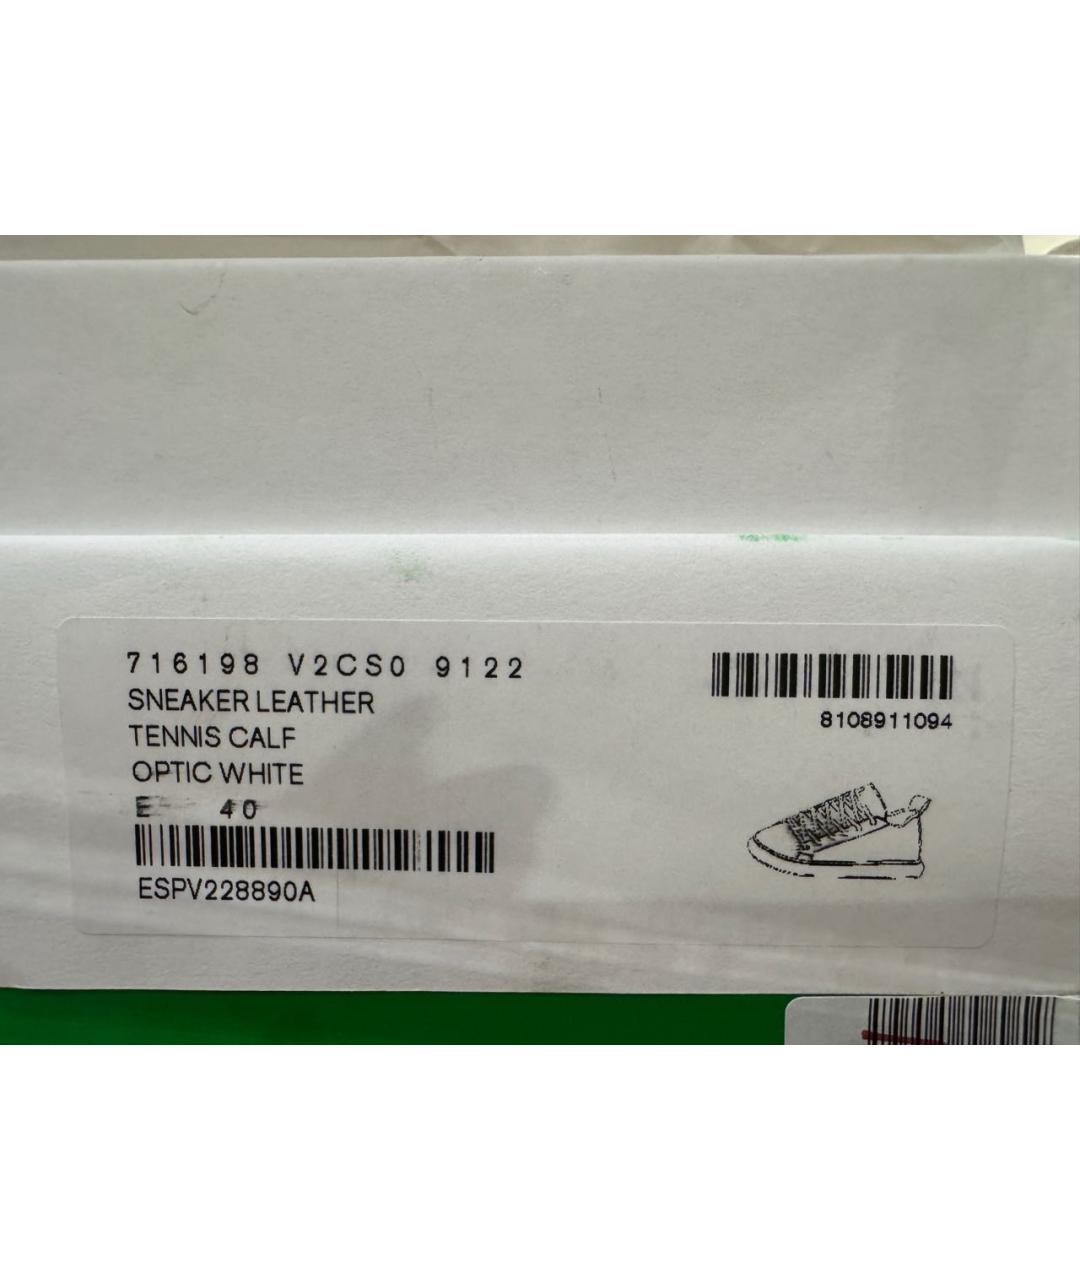 716198 V2CS0 9122
SNEAKER LEATHER
TENNIS CALF
OPTIC WHITE
E 40
ESPV228890A
8108911094